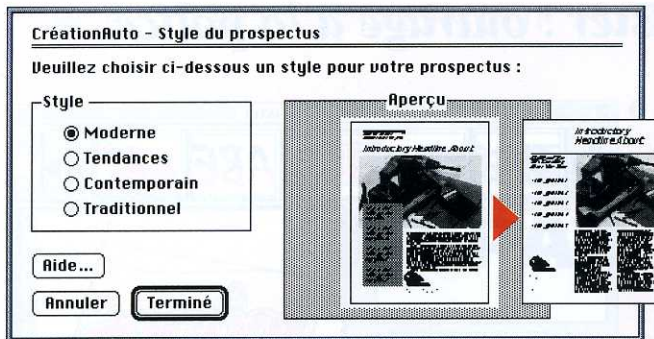 CréationAuto - Style du prospectus
Veuillez choisir ci-dessous un style pour votre prospectus :
Style
Moderne
Tendances
Contemporain
Traditionnel
Aide...
Annuler
Terminé
Aperçu
Introductory Headline About
Introductory
Headline About